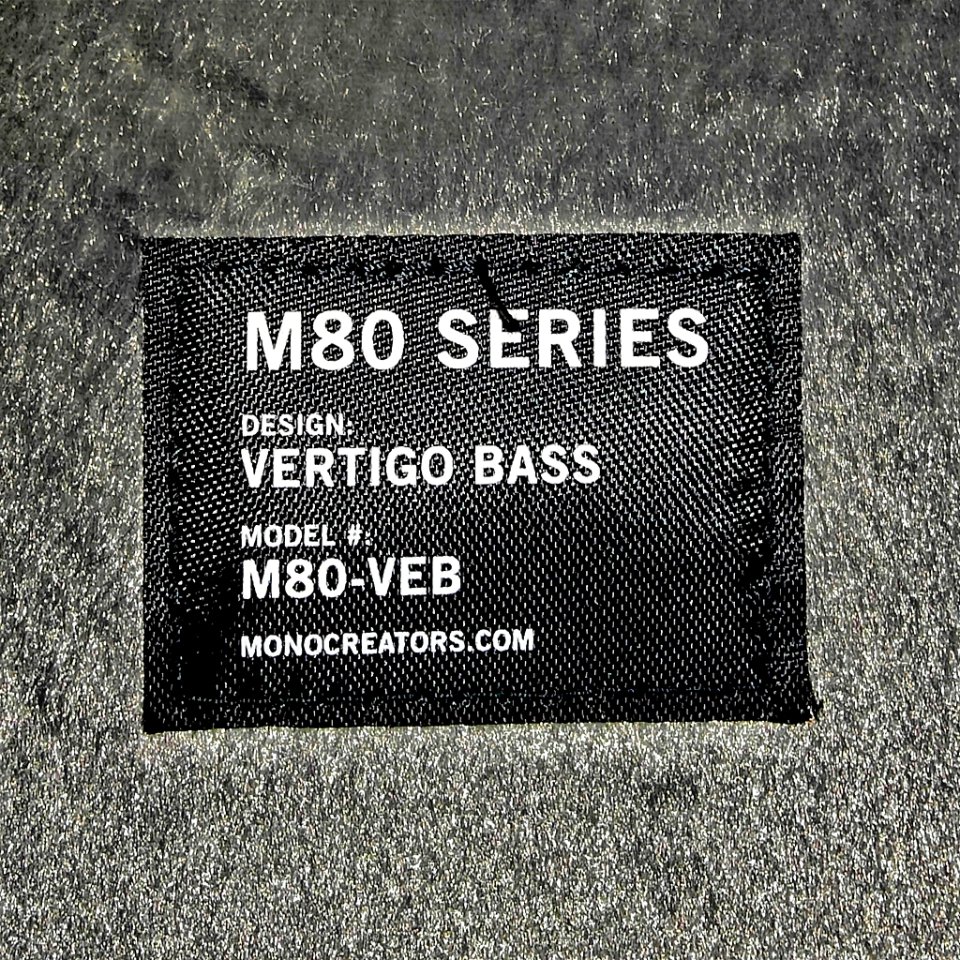 M80 SERIES
DESIGN:
VERTIGO BASS
MODEL #:
M80-VEB
MONOCREATORS.COM